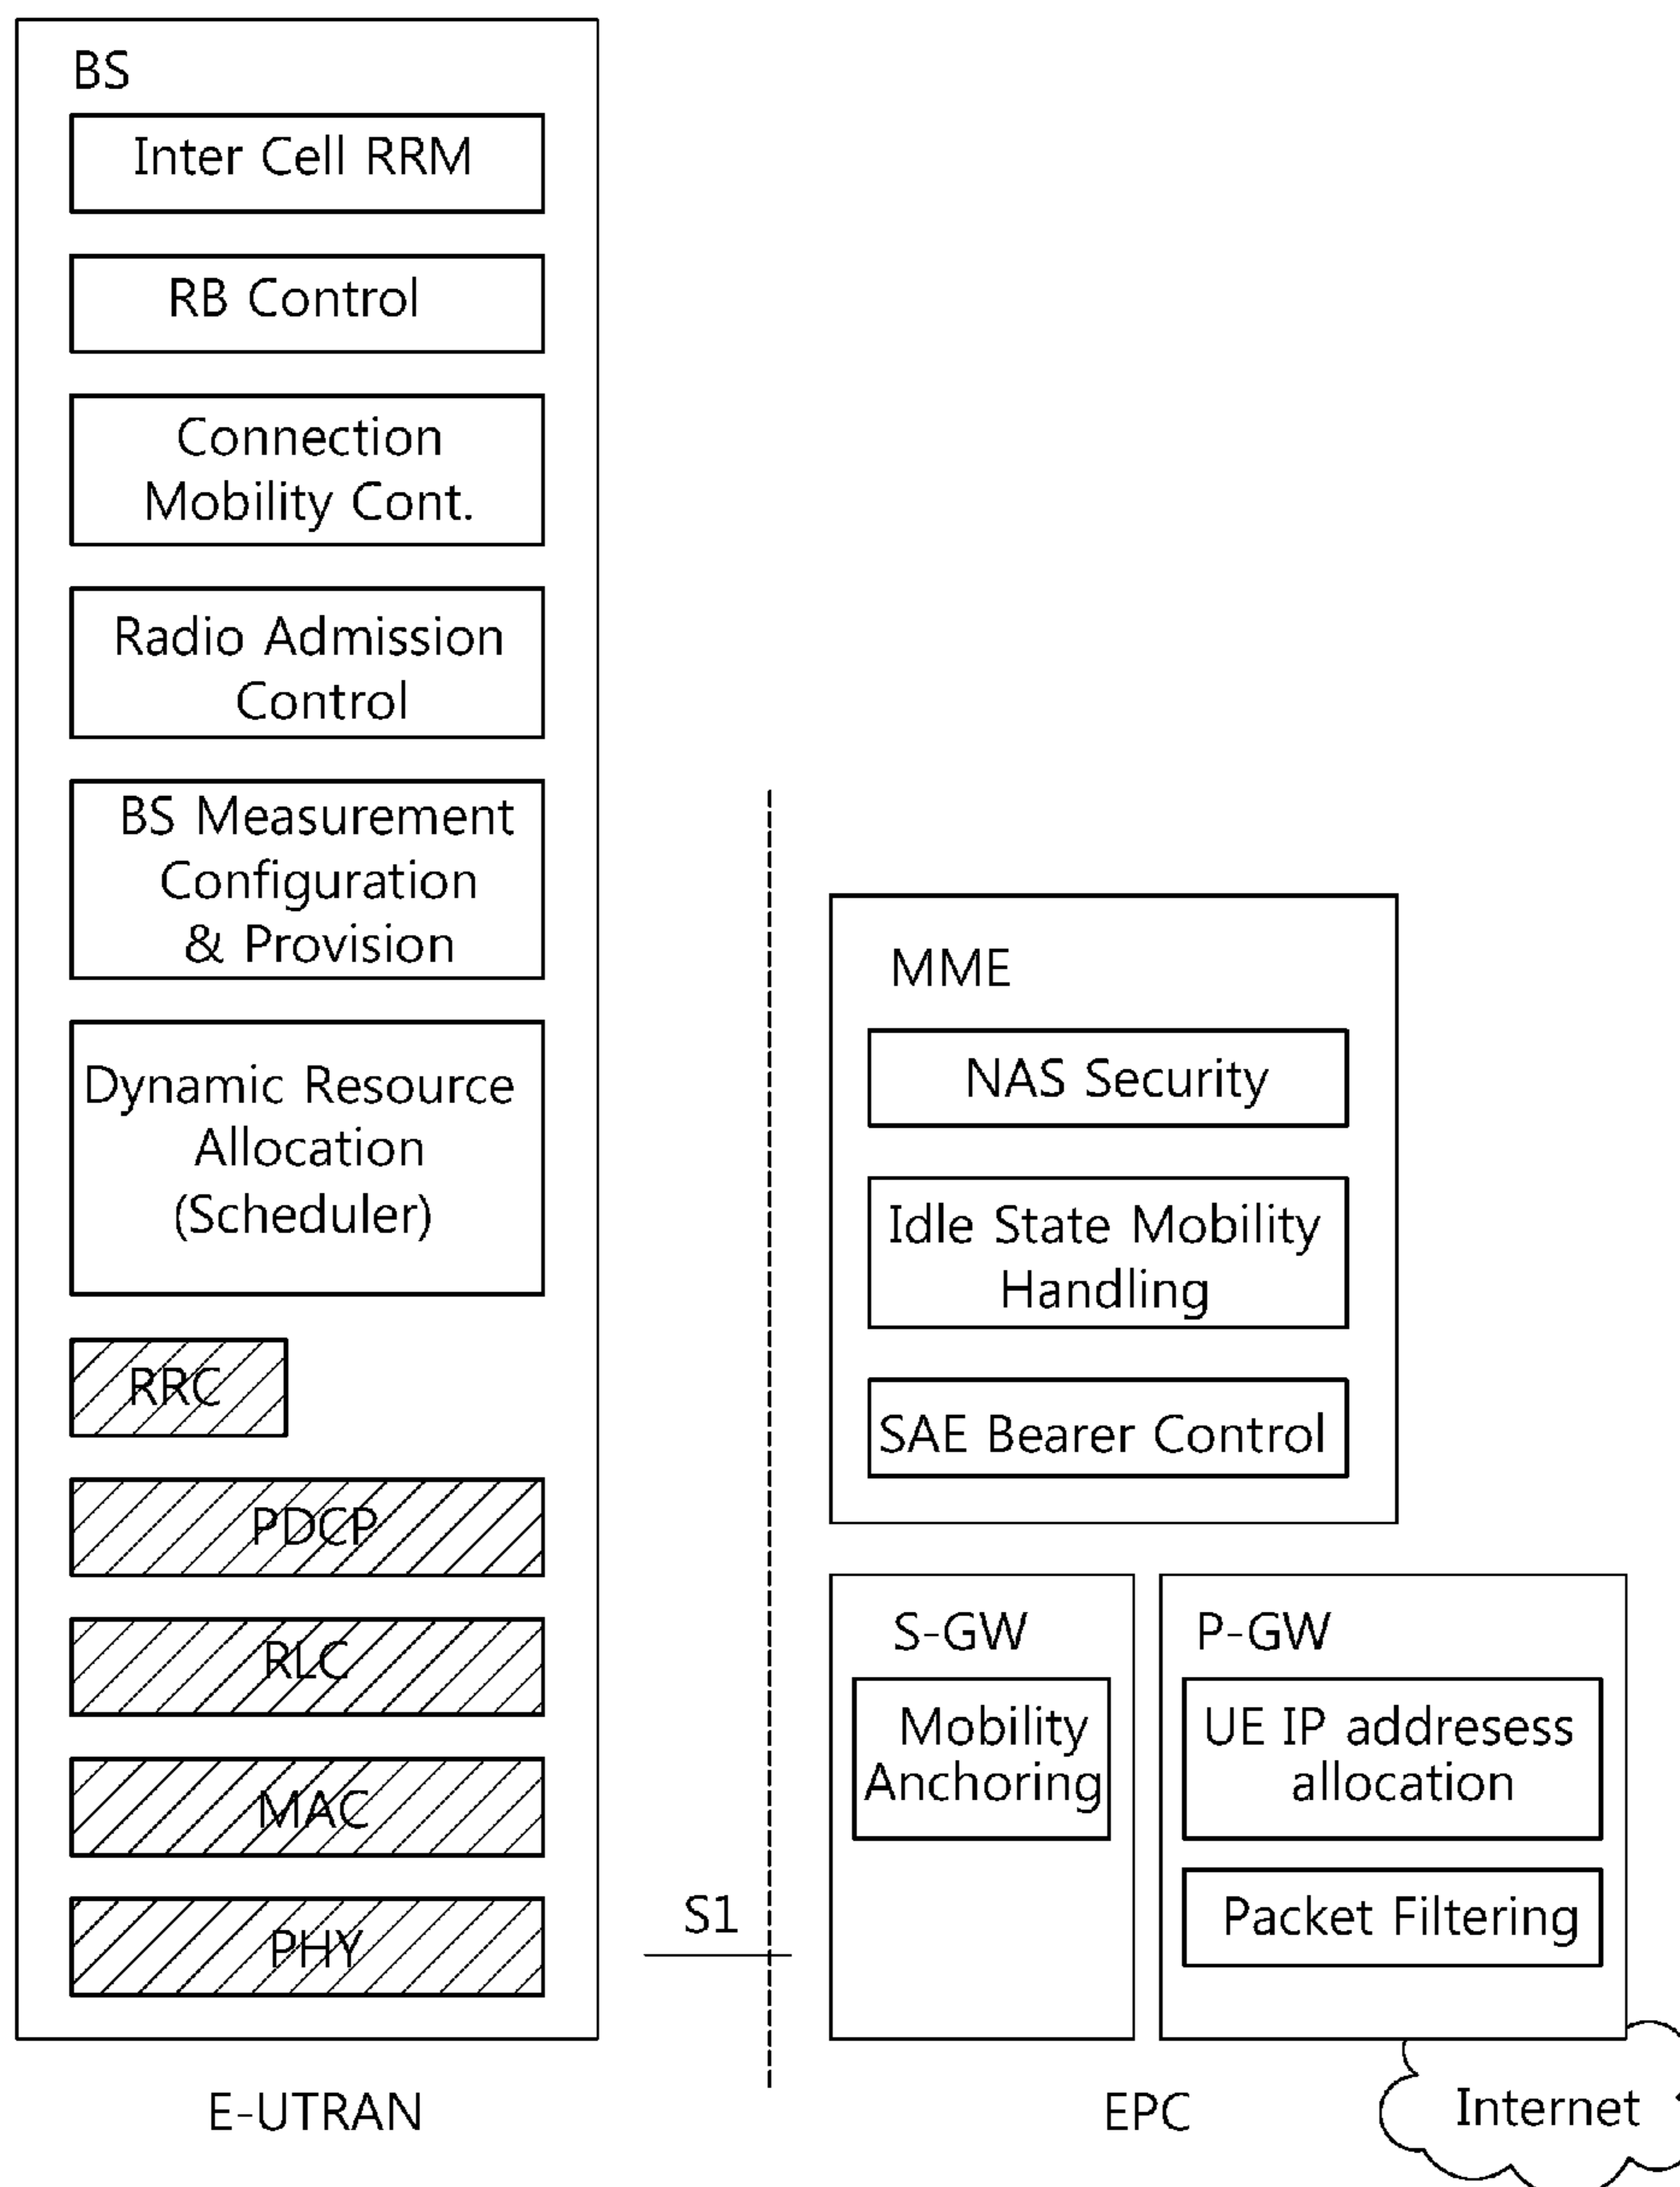 BS
Inter Cell RRM
RB Control
Connection
Mobility Cont.
Radio Admission
Control
BS Measurement
Configuration
& Provision
Dynamic Resource
Allocation
(Scheduler)
RRC
PDCP
RLC
MAC
PHY
S1
E-UTRAN
MME
NAS Security
Idle State Mobility
Handling
SAE Bearer Control
S-GW
Mobility
Anchoring
P-GW
UE IP addresess
allocation
Packet Filtering
EPC
Internet